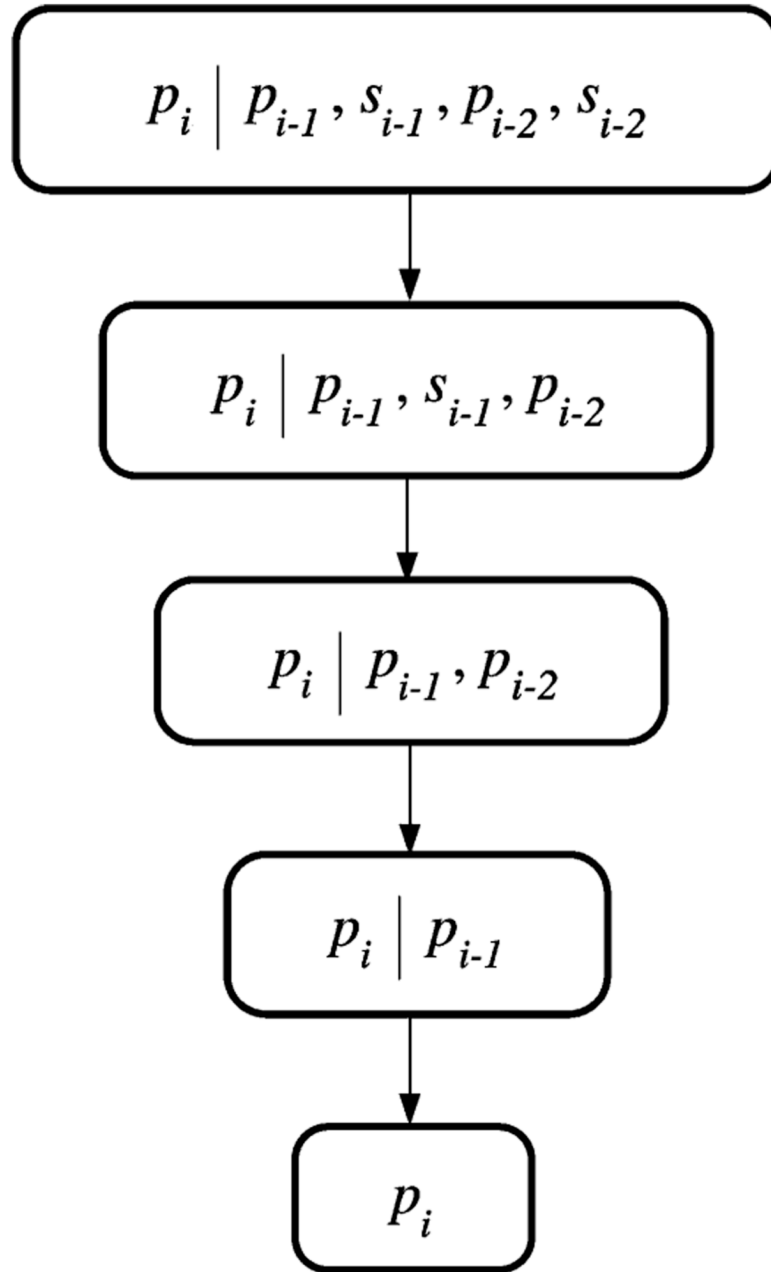 p_i | p_{i-1}, s_{i-1}, p_{i-2}, s_{i-2}
p_i | p_{i-1}, s_{i-1}, p_{i-2}
p_i | p_{i-1}, p_{i-2}
p_i | p_{i-1}
p_i